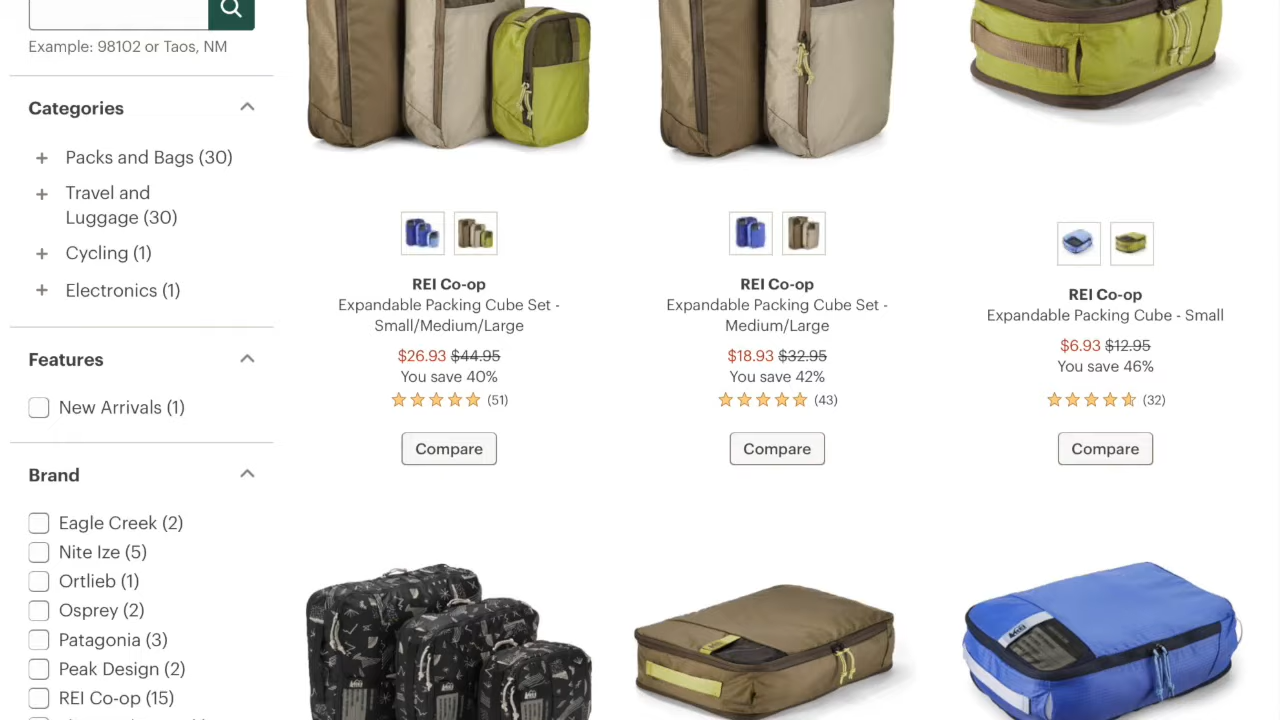 Example: 98102 or Taos, NM
Categories
+ Packs and Bags (30)
+ Travel and
Luggage (30)
+ Cycling (1)
+ Electronics (1)
Features
New Arrivals (1)
Brand
Eagle Creek (2)
Nite Ize (5)
Ortlieb (1)
Osprey (2)
Patagonia (3)
Peak Design (2)
REI Co-op (15)
REI Co-op
Expandable Packing Cube Set -
Small/Medium/Large
$26.93 $44.95
You save 40%
(51)
Compare
REI Co-op
Expandable Packing Cube Set -
Medium/Large
$18.93 $32.95
You save 42%
(43)
Compare
REI Co-op
Expandable Packing Cube - Small
$6.93 $12.95
You save 46%
(32)
Compare